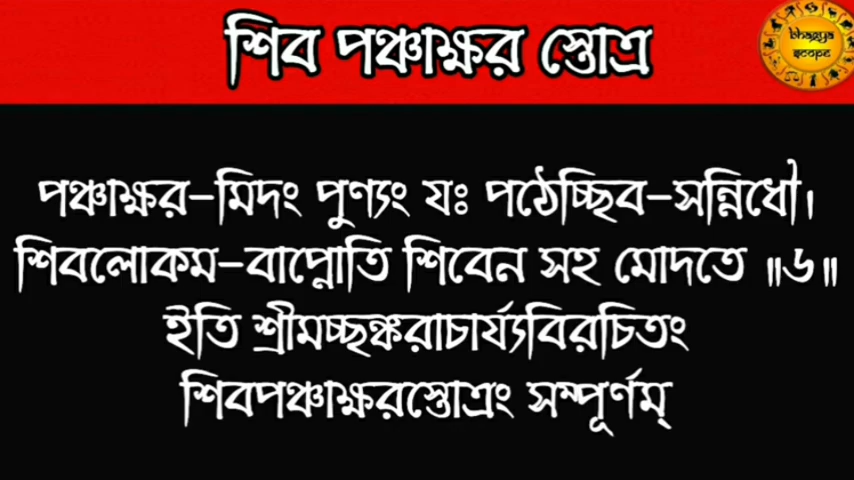 শিব পঞ্চাক্ষর স্তোত্র
bhagya
scope
পঞ্চাক্ষর-মিদং পুণ্যং যঃ পঠেচ্ছিব-সন্নিধৌ।
শিবলোকম-বাপ্নোতি শিবেন সহ মোদতে ॥৬॥
ইতি শ্রীমচ্ছঙ্করাচার্য্যবিরচিতং
শিবপঞ্চাক্ষরস্তোত্রং সম্পূর্ণম্